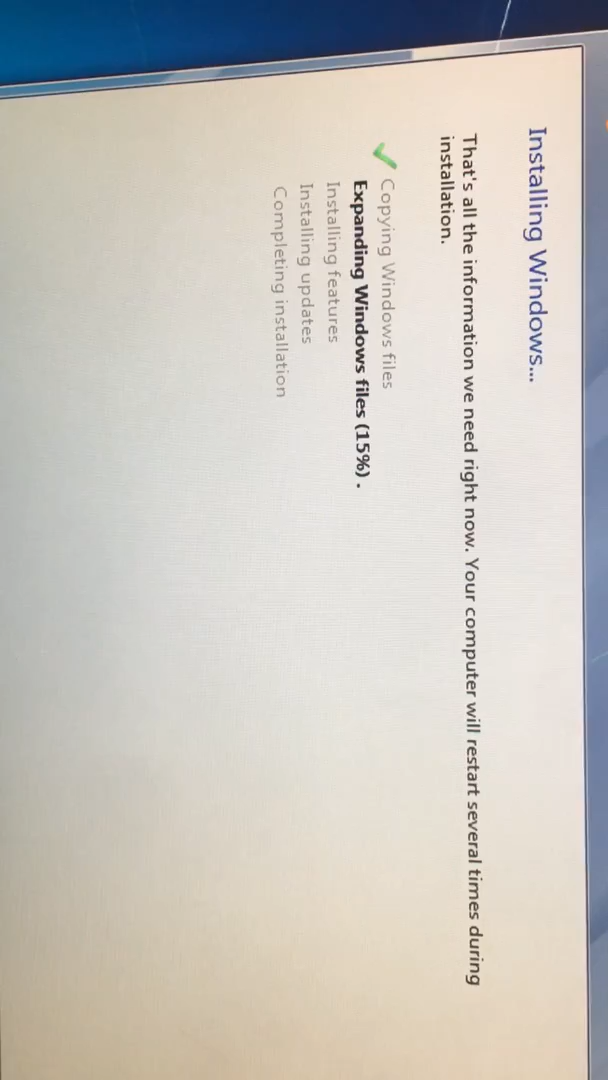 Installing Windows...
That's all the information we need right now. Your computer will restart several times during
installation.
Copying Windows files
Expanding Windows files (15%) .
Installing features
Installing updates
Completing installation